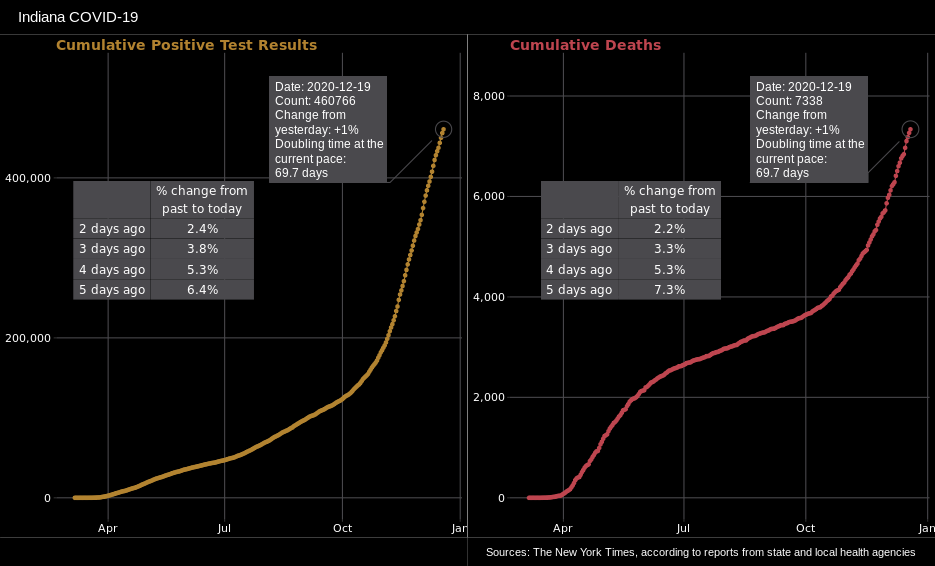 Indiana COVID-19
Cumulative Positive Test Results
Date: 2020-12-19
Count: 460766
Change from
yesterday: +1%
Doubling time at the
current pace:
69.7 days
400,000
200,000
0
% change from
past to today
2 days ago 2.4%
3 days ago 3.8%
4 days ago 5.3%
5 days ago 6.4%
Apr Jul Oct Jan
Cumulative Deaths
Date: 2020-12-19
Count: 7338
Change from
yesterday: +1%
Doubling time at the
current pace:
69.7 days
8,000
6,000
4,000
2,000
0
% change from
past to today
2 days ago 2.2%
3 days ago 3.3%
4 days ago 5.3%
5 days ago 7.3%
Apr Jul Oct Jan
Sources: The New York Times, according to reports from state and local health agencies